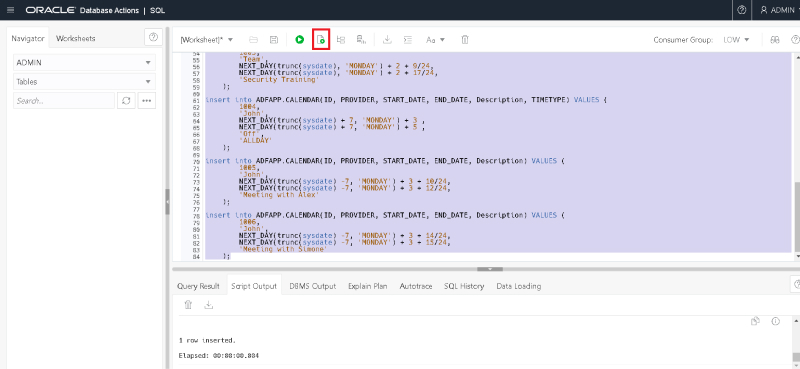 ORACLE Database Actions | SQL
ADMIN
Navigator Worksheets
ADMIN
Tables
Search...
[Worksheet]*
Aa
Consumer Group: LOW
54 1003,
55 'Team',
56 NEXT_DAY(trunc(sysdate), 'MONDAY') + 2 + 9/24,
57 NEXT_DAY(trunc(sysdate), 'MONDAY') + 2 + 17/24,
58 'Security Training'
59 );
60
61 insert into ADFAPP.CALENDAR(ID, PROVIDER, START_DATE, END_DATE, Description, TIMETYPE) VALUES (
62 1004,
63 'John',
64 NEXT_DAY(trunc(sysdate) + 7, 'MONDAY') + 3 ,
65 NEXT_DAY(trunc(sysdate) + 7, 'MONDAY') + 5 ,
66 'Off',
67 'ALLDAY'
68 );
69
70 insert into ADFAPP.CALENDAR(ID, PROVIDER, START_DATE, END_DATE, Description) VALUES (
71 1005,
72 'John',
73 NEXT_DAY(trunc(sysdate) -7, 'MONDAY') + 3 + 10/24,
74 NEXT_DAY(trunc(sysdate) -7, 'MONDAY') + 3 + 12/24,
75 'Meeting with Alex'
76 );
77
78 insert into ADFAPP.CALENDAR(ID, PROVIDER, START_DATE, END_DATE, Description) VALUES (
79 1006,
80 'John',
81 NEXT_DAY(trunc(sysdate) -7, 'MONDAY') + 3 + 14/24,
82 NEXT_DAY(trunc(sysdate) -7, 'MONDAY') + 3 + 15/24,
83 'Meeting with Simone'
84 );
Query Result Script Output DBMS Output Explain Plan Autotrace SQL History Data Loading
1 row inserted.
Elapsed: 00:00:00.004